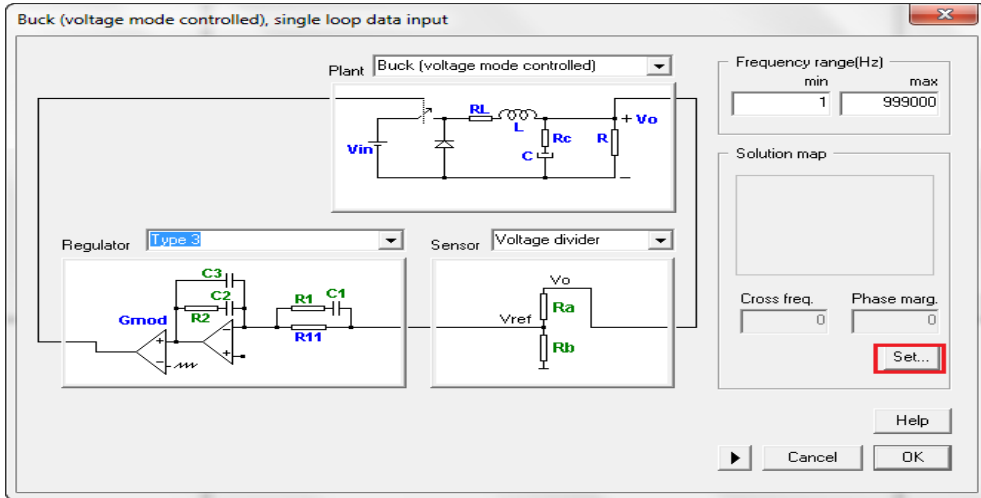 Buck (voltage mode controlled), single loop data input
Plant Buck (voltage mode controlled)
RL
L
Vin
Rc
C
R
+ Vo
−
Regulator Type 3
C3
C2
R2
Gmod
R1 C1
R11
+
−
−
+
Sensor Voltage divider
Vo
Ra
Vref
Rb
Frequency range(Hz)
min max
1 999000
Solution map
Cross freq. Phase marg.
0 0
Set...
Help
Cancel OK